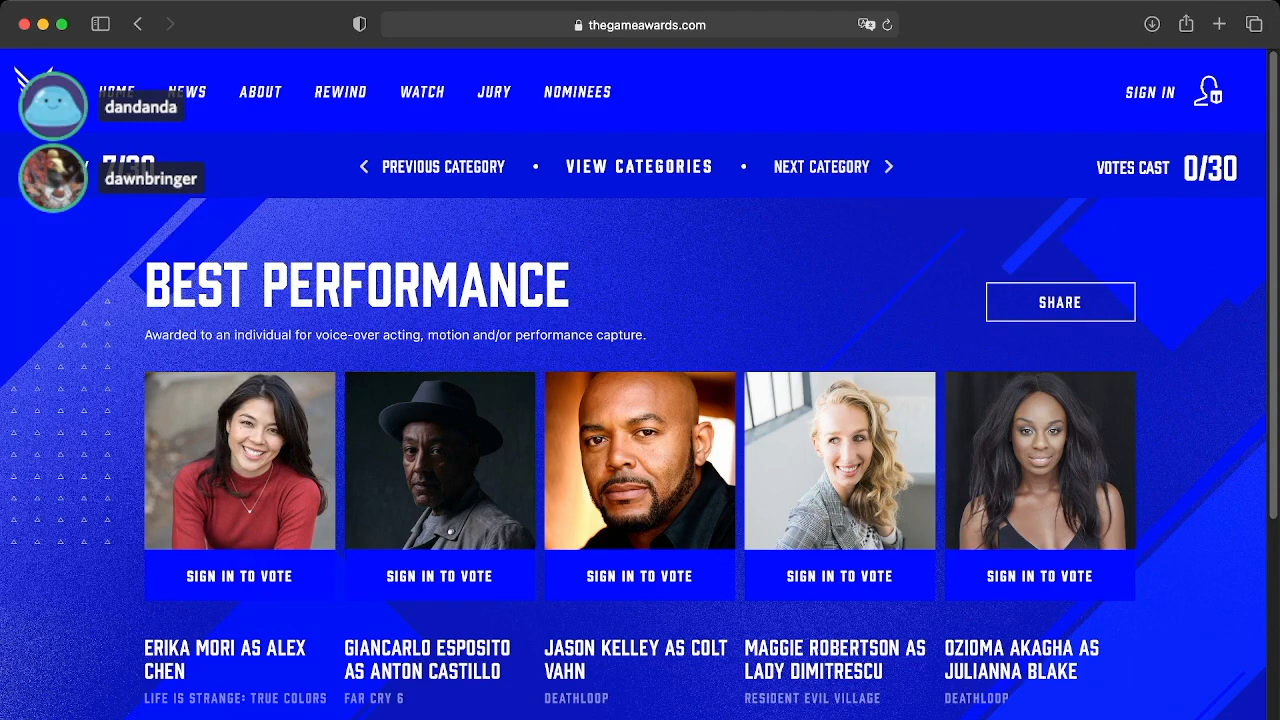 thegameawards.com
HOME NEWS ABOUT REWIND WATCH JURY NOMINEES SIGN IN
dandanda
7/30 PREVIOUS CATEGORY • VIEW CATEGORIES • NEXT CATEGORY VOTES CAST 0/30
dawnbringer
BEST PERFORMANCE
SHARE
Awarded to an individual for voice-over acting, motion and/or performance capture.
SIGN IN TO VOTE SIGN IN TO VOTE SIGN IN TO VOTE SIGN IN TO VOTE SIGN IN TO VOTE
ERIKA MORI AS ALEX
CHEN
LIFE IS STRANGE: TRUE COLORS
GIANCARLO ESPOSITO
AS ANTON CASTILLO
FAR CRY 6
JASON KELLEY AS COLT
VAHN
DEATHLOOP
MAGGIE ROBERTSON AS
LADY DIMITRESCU
RESIDENT EVIL VILLAGE
OZIOMA AKAGHA AS
JULIANNA BLAKE
DEATHLOOP